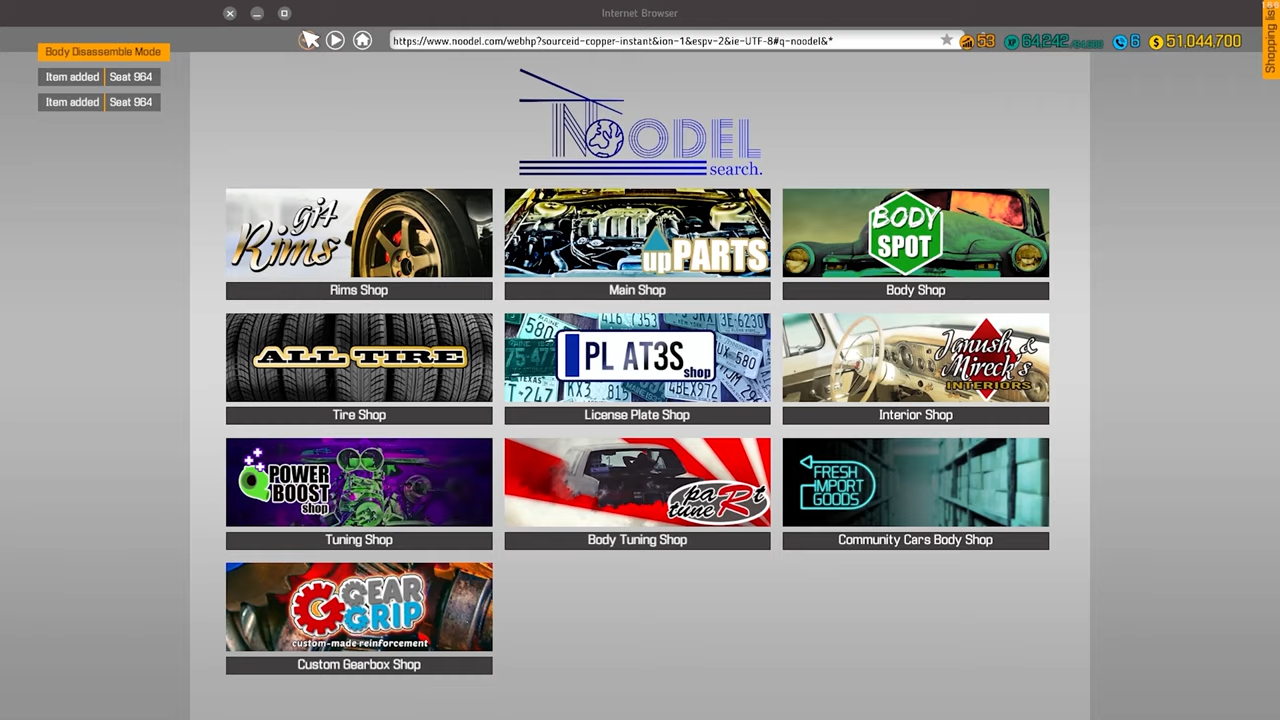 Internet Browser
https://www.noodel.com/webhp?sourceid-copper-instant&ion-1&espv-2&ie-UTF-8#q-noodel&*
53
64,242
6
51,044,700
Shopping list
Body Disassemble Mode
Item added Seat 964
Item added Seat 964
NOODEL
search.
gj4 Rims
Rims Shop
upPARTS
Main Shop
BODY SPOT
Body Shop
ALL TIRE
Tire Shop
PL AT3S shop
License Plate Shop
Janush & Mireck's INTERIORS
Interior Shop
POWER BOOST shop
Tuning Shop
paRt tuneR
Body Tuning Shop
FRESH IMPORT GOODS
Community Cars Body Shop
GEAR GRIP
custom-made reinforcement
Custom Gearbox Shop